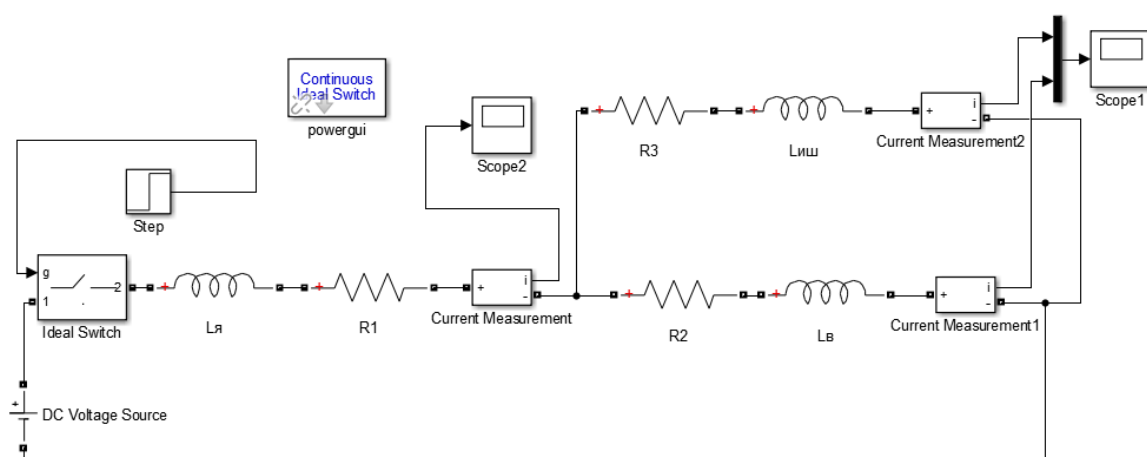 Continuous
Ideal Switch
powergui
Step
Scope2
R3
Lиш
i
+
-
Current Measurement2
Scope1
g
1
2
Ideal Switch
Lя
R1
i
+
-
Current Measurement
R2
Lв
i
+
-
Current Measurement1
+
DC Voltage Source